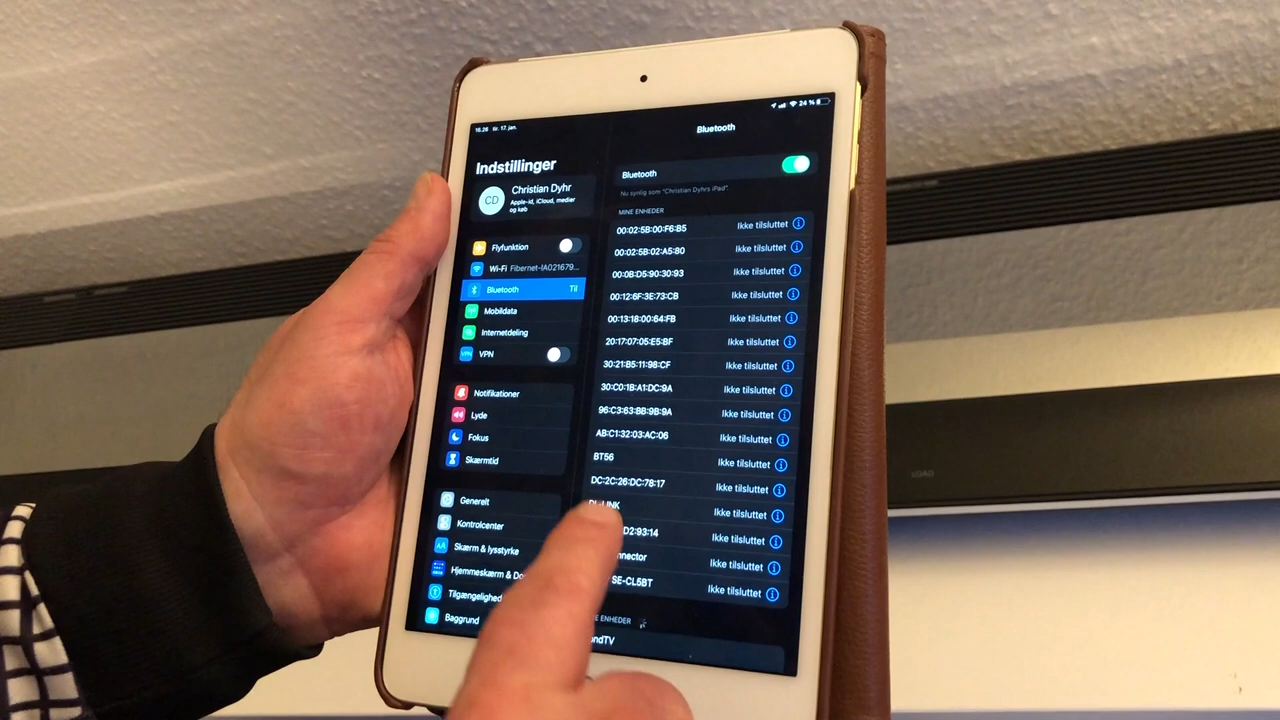 16.26 tir. 17. jan.
24 %
Indstillinger
CD
Christian Dyhr
Apple-id, iCloud, medier
og køb
Flyfunktion
Wi-Fi Fibernet-IA021679...
Bluetooth Til
Mobildata
Internetdeling
VPN VPN
Notifikationer
Lyde
Fokus
Skærmtid
Generelt
Kontrolcenter
AA Skærm & lysstyrke
Hjemmeskærm & Do
Tilgængelighed
Baggrund
Bluetooth
Bluetooth
Nu synlig som "Christian Dyhrs iPad".
MINE ENHEDER
00:02:5B:00:F6:B5 Ikke tilsluttet
00:02:5B:02:A5:80 Ikke tilsluttet
00:0B:D5:90:30:93 Ikke tilsluttet
00:12:6F:3E:73:CB Ikke tilsluttet
00:13:18:00:64:FB Ikke tilsluttet
20:17:07:05:E5:BF Ikke tilsluttet
30:21:B5:11:98:CF Ikke tilsluttet
30:C0:1B:A1:DC:9A Ikke tilsluttet
96:C3:63:BB:9B:9A Ikke tilsluttet
AB:C1:32:03:AC:06 Ikke tilsluttet
BT56 Ikke tilsluttet
DC:2C:26:DC:78:17 Ikke tilsluttet
LINK Ikke tilsluttet
D2:93:14 Ikke tilsluttet
nnector Ikke tilsluttet
SE-CL5BT Ikke tilsluttet
E ENHEDER
ndTV